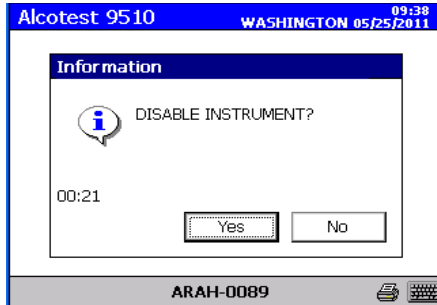 Alcotest 9510
09:38
WASHINGTON 05/25/2011
Information
DISABLE INSTRUMENT?
00:21
Yes No
ARAH-0089